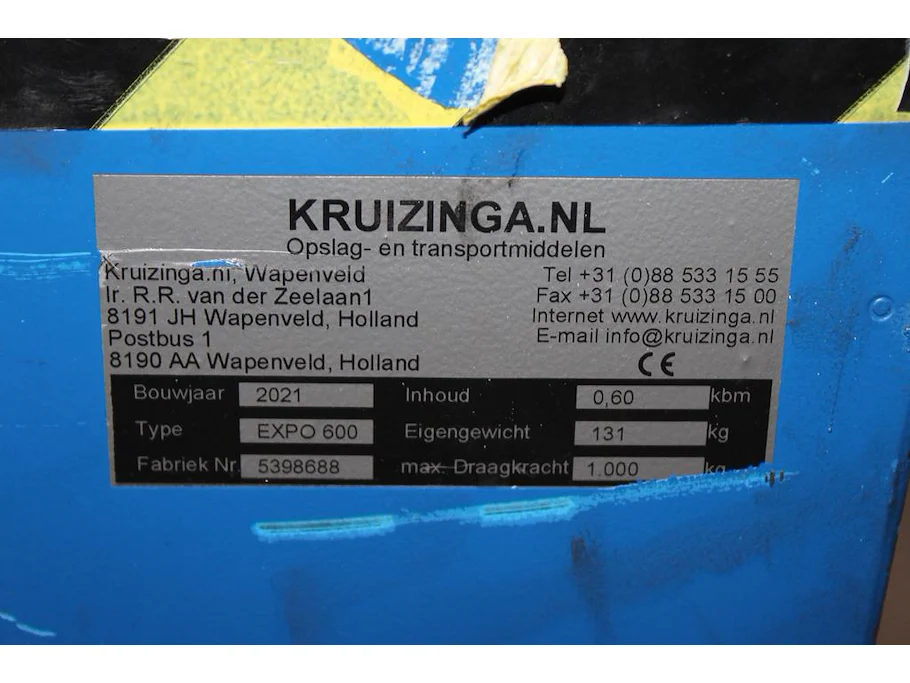 KRUIZINGA.NL
Opslag- en transportmiddelen
Kruizinga.nl, Wapenveld
Ir. R.R. van der Zeelaan1
8191 JH Wapenveld, Holland
Postbus 1
8190 AA Wapenveld, Holland
Tel +31 (0)88 533 15 55
Fax +31 (0)88 533 15 00
Internet www.kruizinga.nl
E-mail info@kruizinga.nl
CE
Bouwjaar 2021 Inhoud 0,60 kbm
Type EXPO 600 Eigengewicht 131 kg
Fabriek Nr. 5398688 max. Draagkracht 1.000 kg